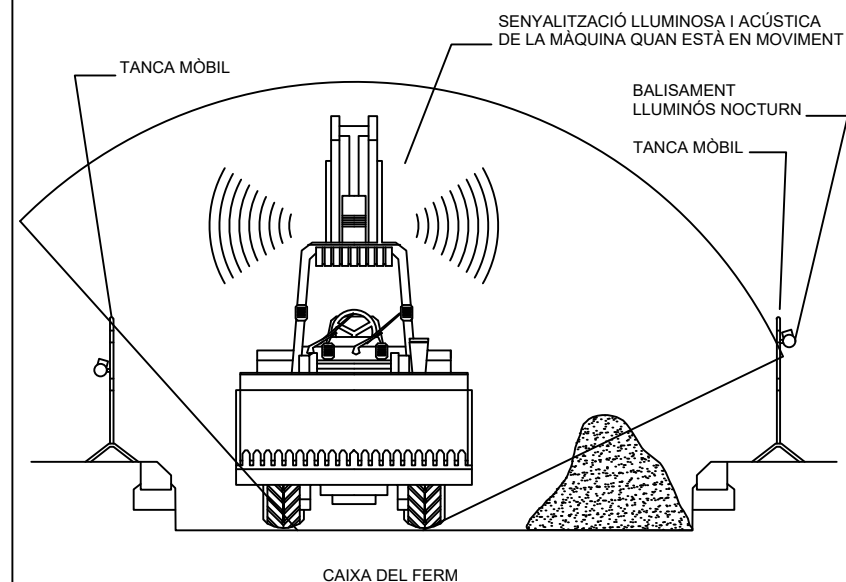 SENYALITZACIÓ LLUMINOSA I ACÚSTICA
DE LA MÀQUINA QUAN ESTÀ EN MOVIMENT
TANCA MÒBIL
BALISAMENT
LLUMINÓS NOCTURN
TANCA MÒBIL
CAIXA DEL FERM